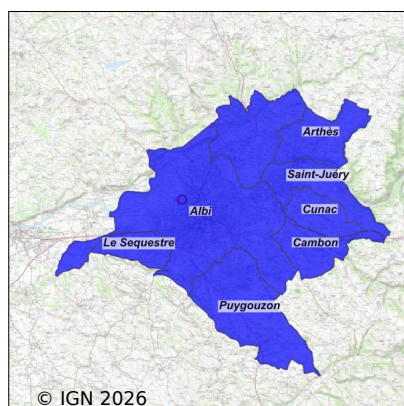 Arthès
Saint-Juéry
Cunac
Albi
Cambon
Le Sequestre
Puygouzon
© IGN 2026